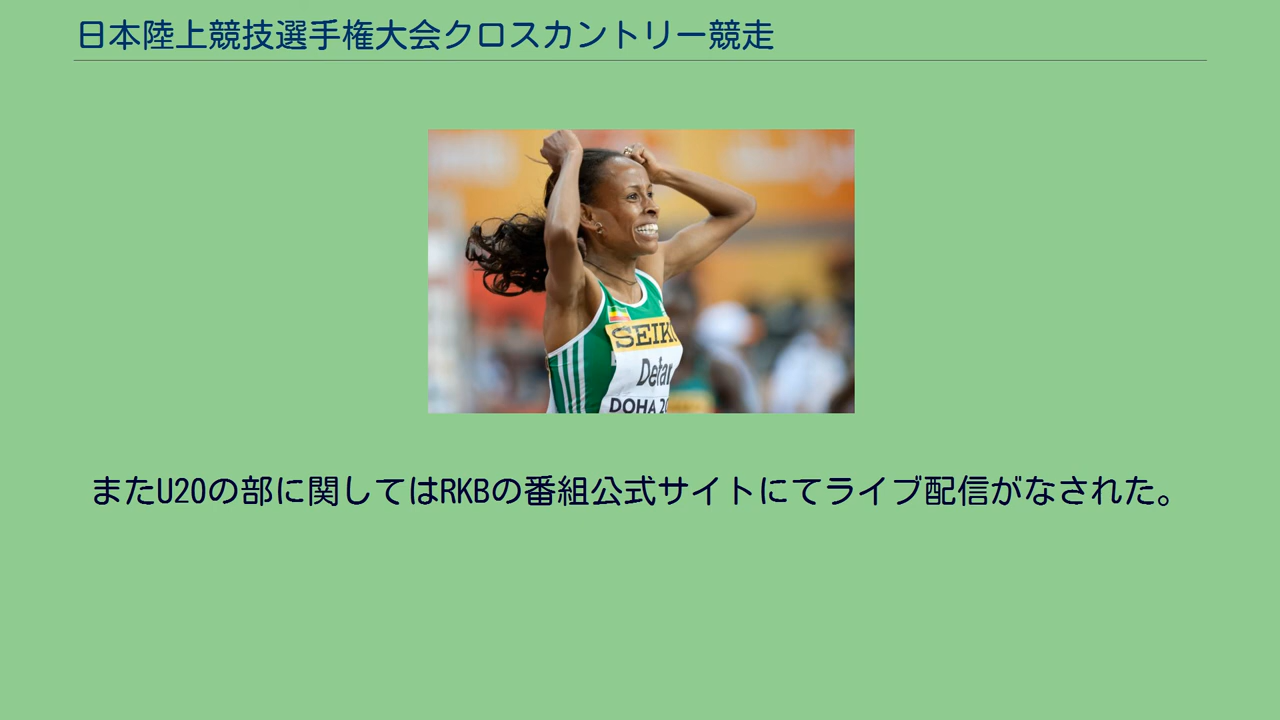 日本陸上競技選手権大会クロスカントリー競走
SEIKO
Defar
DOHA 20
またU20の部に関してはRKBの番組公式サイトにてライブ配信がなされた。